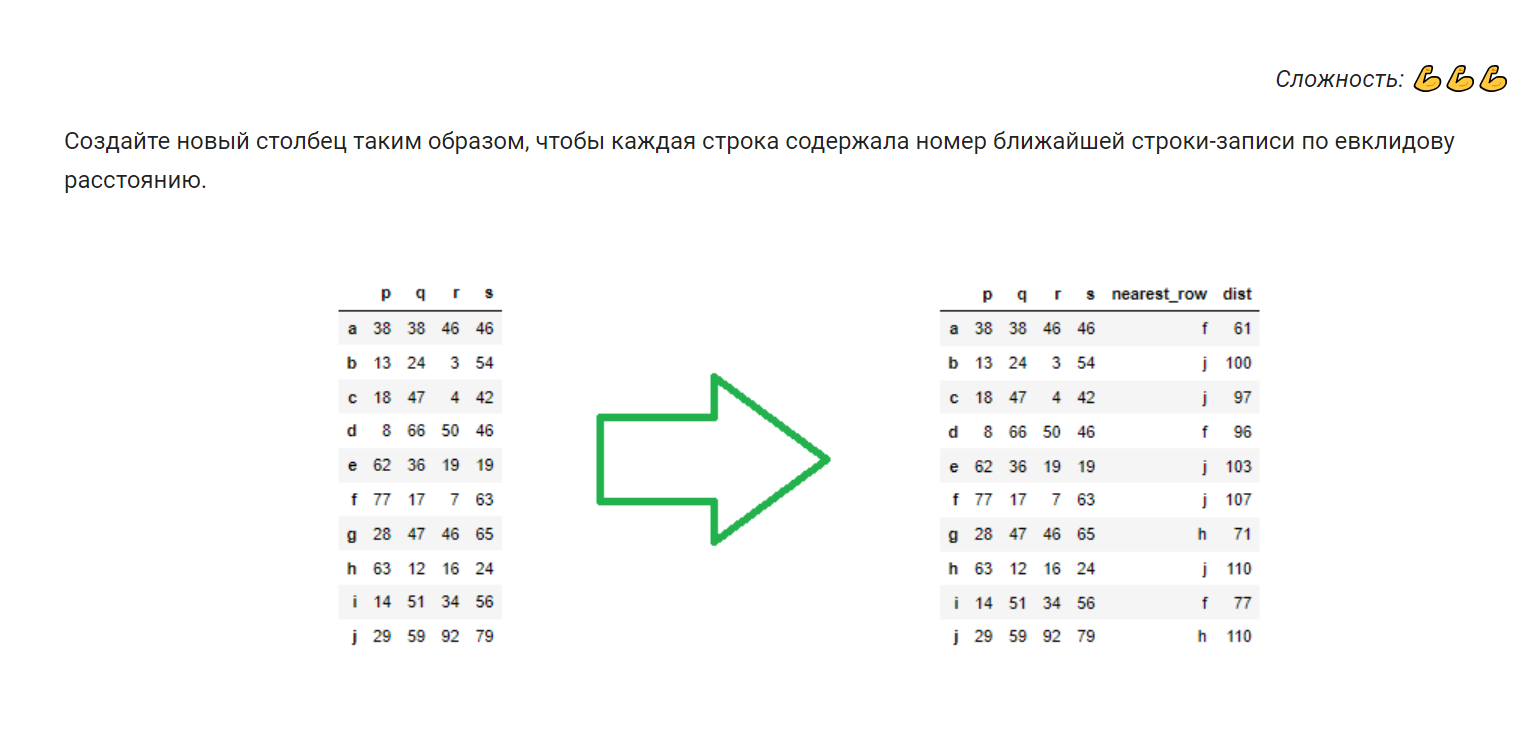 Сложность: 💪💪💪
Создайте новый столбец таким образом, чтобы каждая строка содержала номер ближайшей строки-записи по евклидову
расстоянию.
p q r s
a 38 38 46 46
b 13 24 3 54
c 18 47 4 42
d 8 66 50 46
e 62 36 19 19
f 77 17 7 63
g 28 47 46 65
h 63 12 16 24
i 14 51 34 56
j 29 59 92 79
p q r s nearest_row dist
a 38 38 46 46 f 61
b 13 24 3 54 j 100
c 18 47 4 42 j 97
d 8 66 50 46 f 96
e 62 36 19 19 j 103
f 77 17 7 63 j 107
g 28 47 46 65 h 71
h 63 12 16 24 j 110
i 14 51 34 56 f 77
j 29 59 92 79 h 110